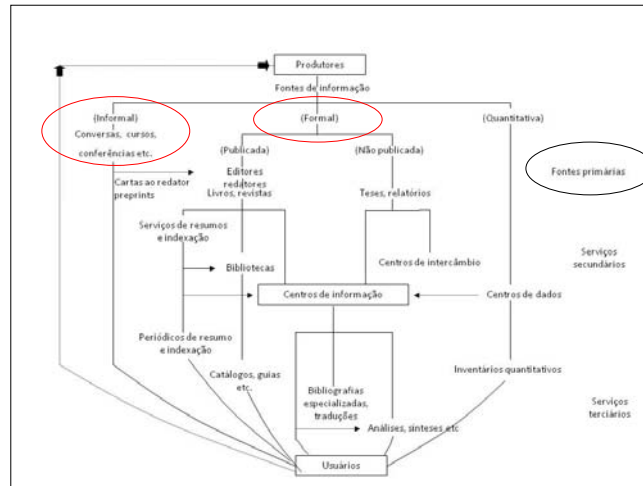 Produtores
Fontes de informação
(Informal)
Conversas, cursos,
conferências etc.
(Formal)
(Quantitativa)
(Publicada)
(Não publicada)
Editores
redatores
Livros, revistas
Teses, relatórios
Fontes primárias
Cartas ao redator
preprints
Serviços de resumos
e indexação
Bibliotecas
Centros de intercâmbio
Serviços
secundários
Centros de informação
Centros de dados
Periódicos de resumo
e indexação
Catálogos, guias
etc.
Bibliografias
especializadas,
traduções
Inventários quantitativos
Análises, sinteses etc
Serviços
terciários
Usuários